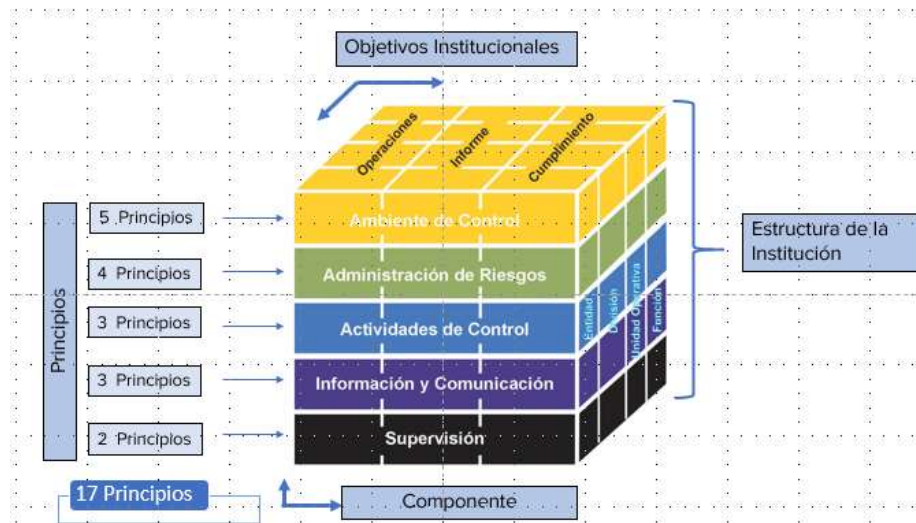 Objetivos Institucionales
Operaciones
Informe
Cumplimiento
Principios
5 Principios
4 Principios
3 Principios
3 Principios
2 Principios
17 Principios
Ambiente de Control
Administración de Riesgos
Actividades de Control
Información y Comunicación
Supervisión
Entidad
División
Unidad Operativa
Función
Estructura de la
Institución
Componente